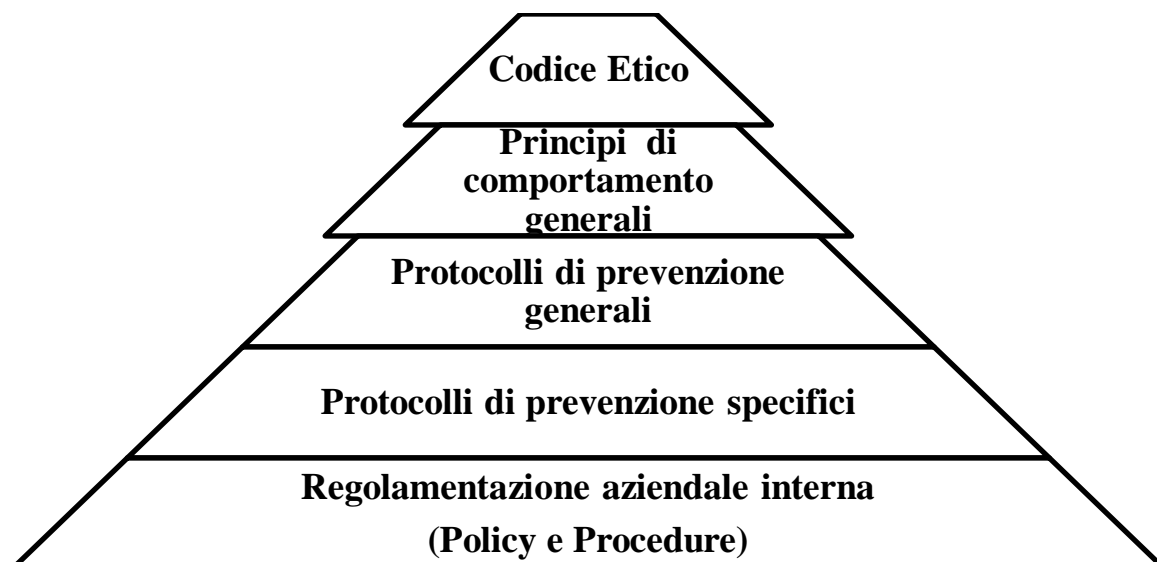 Codice Etico
Principi di
comportamento
generali
Protocolli di prevenzione
generali
Protocolli di prevenzione specifici
Regolamentazione aziendale interna
(Policy e Procedure)